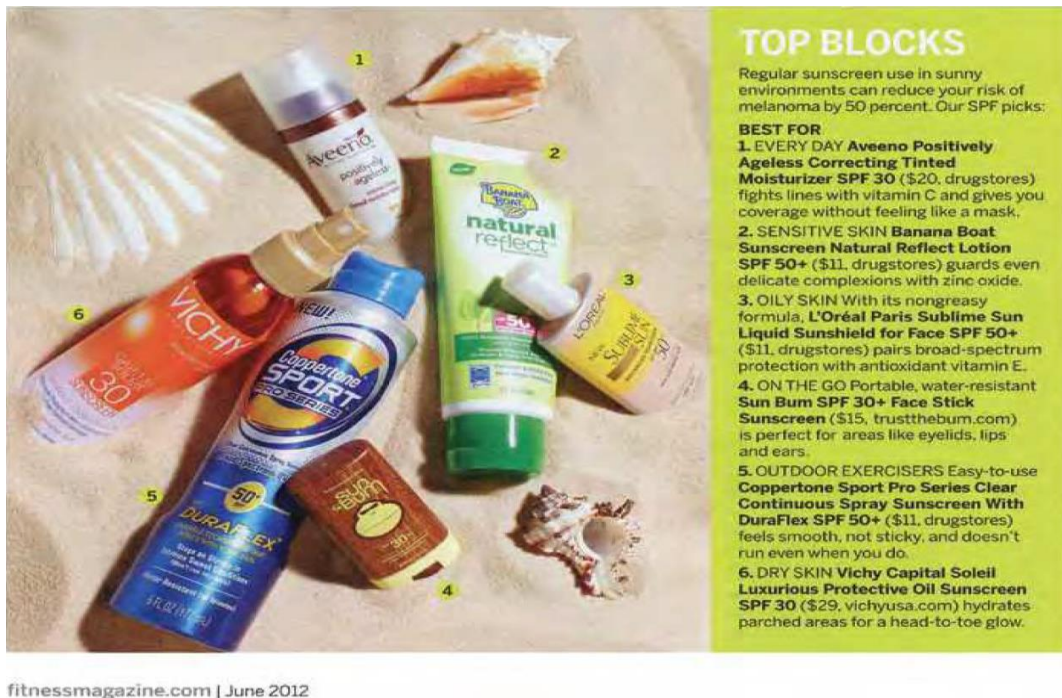 TOP BLOCKS
Regular sunscreen use in sunny
environments can reduce your risk of
melanoma by 50 percent. Our SPF picks:
BEST FOR
1. EVERY DAY Aveeno Positively
Ageless Correcting Tinted
Moisturizer SPF 30 ($20, drugstores)
fights lines with vitamin C and gives you
coverage without feeling like a mask.
2. SENSITIVE SKIN Banana Boat
Sunscreen Natural Reflect Lotion
SPF 50+ ($11, drugstores) guards even
delicate complexions with zinc oxide.
3. OILY SKIN With its nongreasy
formula, L'Oréal Paris Sublime Sun
Liquid Sunshield for Face SPF 50+
($11, drugstores) pairs broad-spectrum
protection with antioxidant vitamin E.
4. ON THE GO Portable, water-resistant
Sun Bum SPF 30+ Face Stick
Sunscreen ($15, trustthebum.com)
is perfect for areas like eyelids, lips
and ears.
5. OUTDOOR EXERCISERS Easy-to-use
Coppertone Sport Pro Series Clear
Continuous Spray Sunscreen With
DuraFlex SPF 50+ ($11, drugstores)
feels smooth, not sticky, and doesn't
run even when you do.
6. DRY SKIN Vichy Capital Soleil
Luxurious Protective Oil Sunscreen
SPF 30 ($29, vichyusa.com) hydrates
parched areas for a head-to-toe glow.
1
Aveeno
positively
ageless
2
BANANA
BOAT
natural
reflect
50
3
L'ORÉAL
SUBLIME
SUN
50
6
VICHY
30
NEW!
Coppertone
SPORT
PRO SERIES
5
50+
DURAFLEX
sun
bum
30
4
fitnessmagazine.com | June 2012